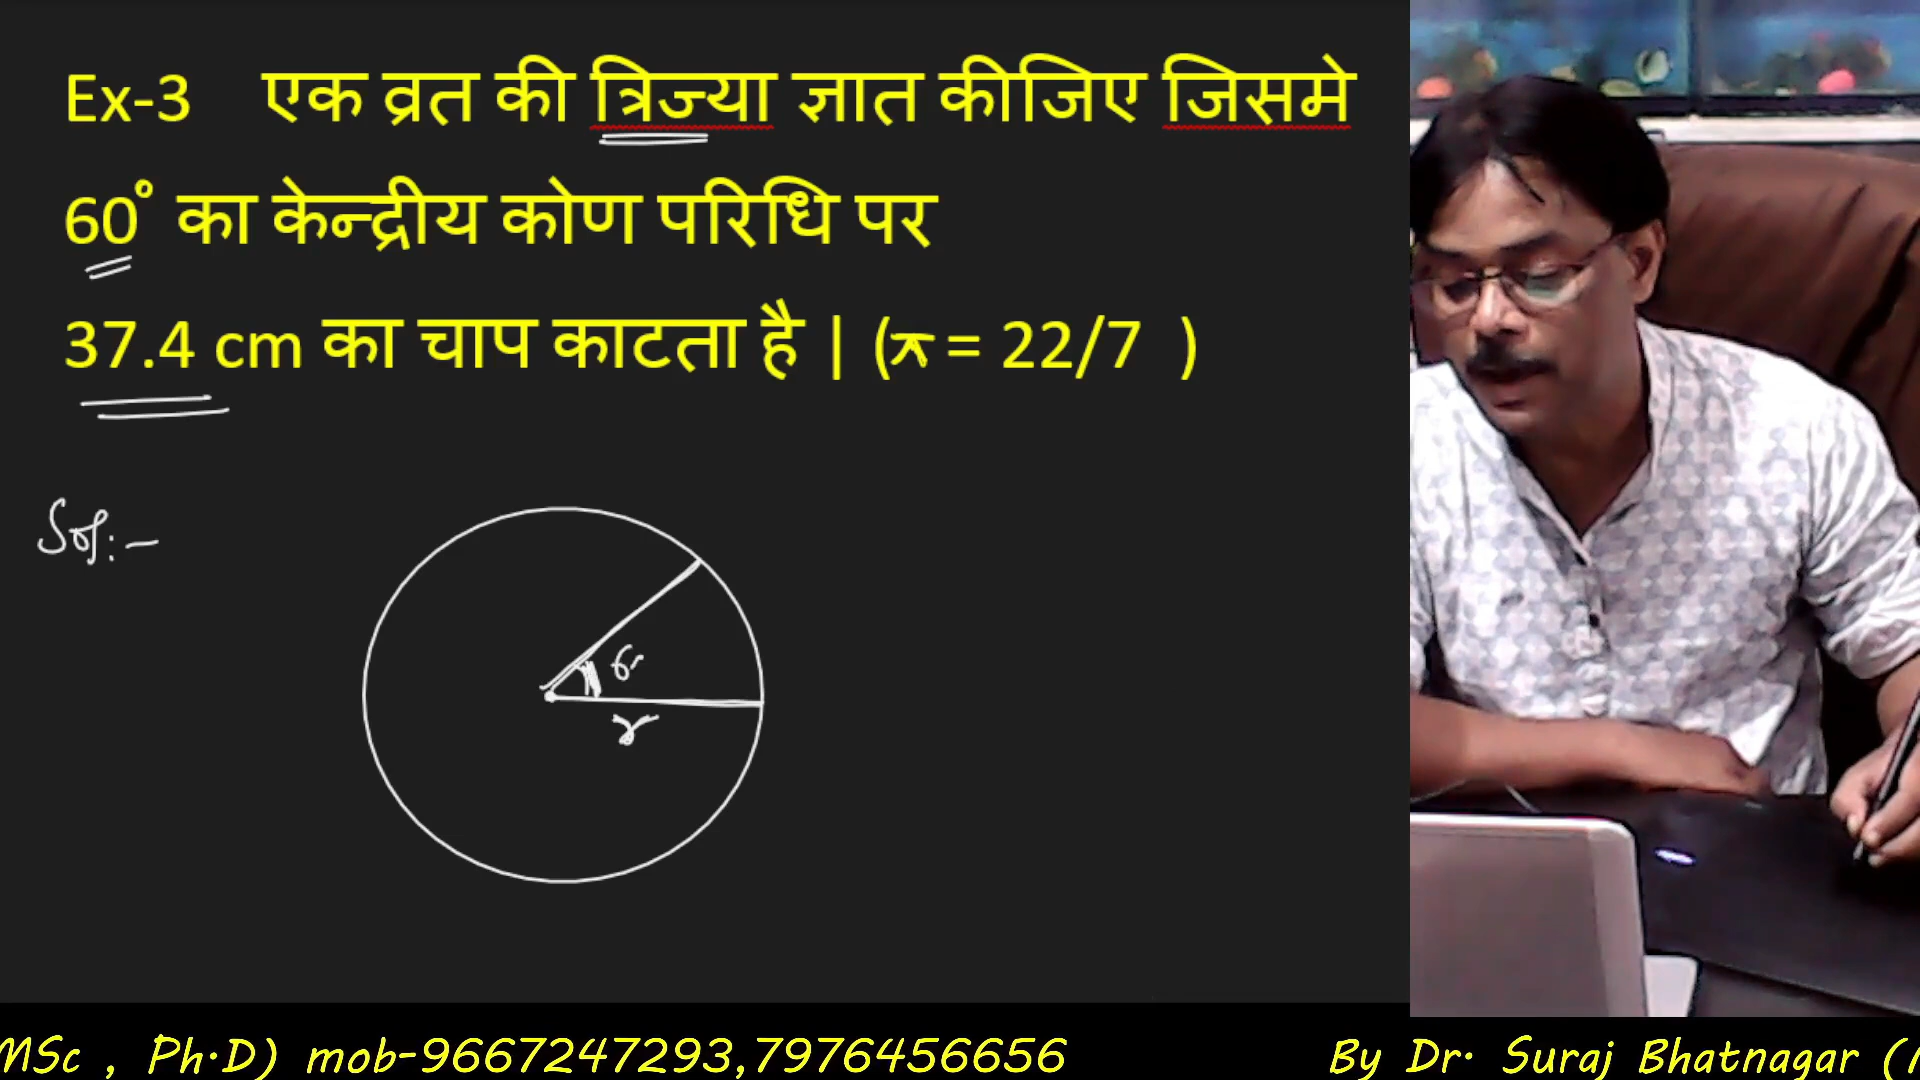 Ex-3 एक व्रत की त्रिज्या ज्ञात कीजिए जिसमे
60° का केन्द्रीय कोण परिधि पर
37.4 cm का चाप काटता है | (π = 22/7 )
Sol:-
6
r
MSc , Ph.D) mob-9667247293,7976456656 By Dr. Suraj Bhatnagar (